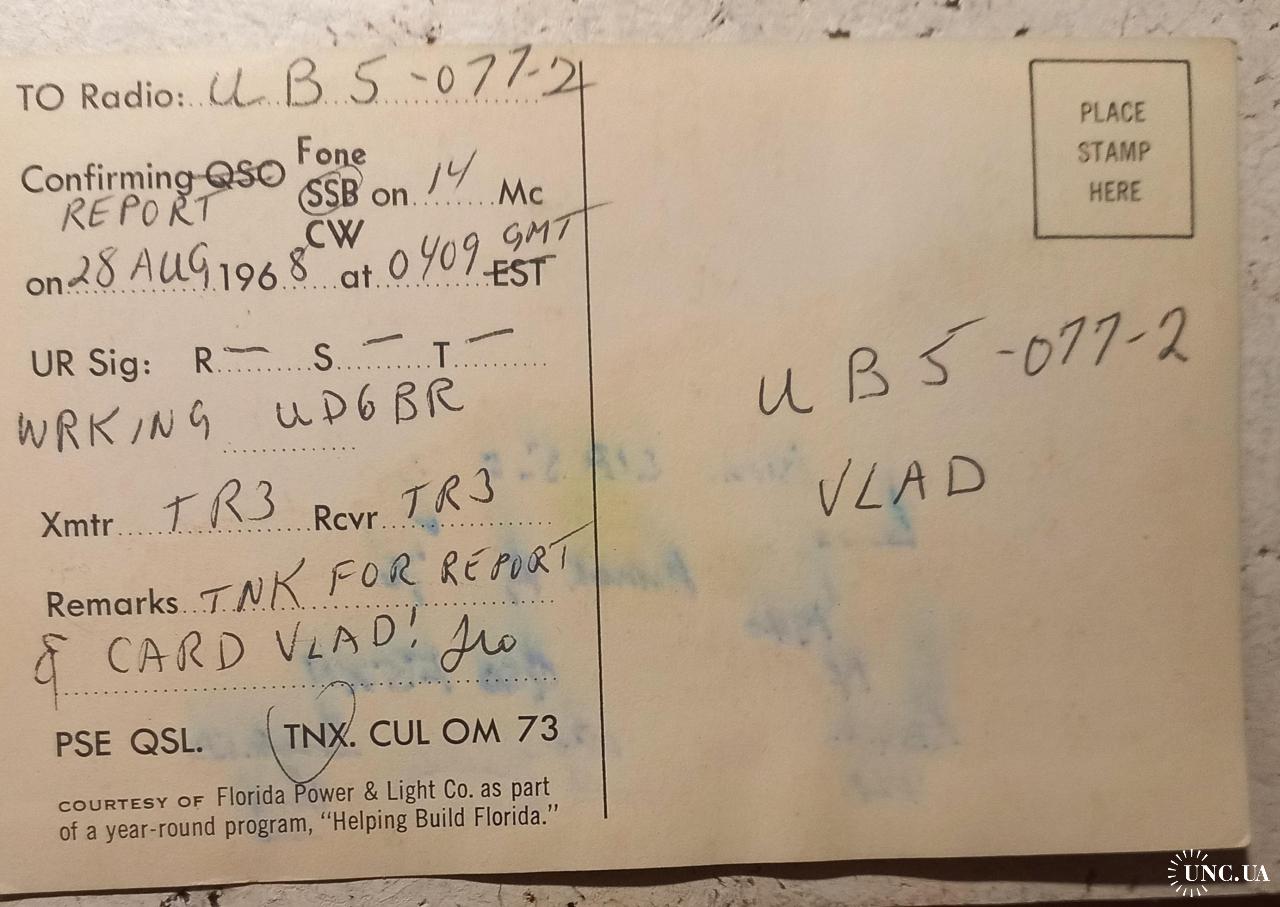 TO Radio: UB5-077-2
Confirming QSO Fone SSB CW on 14 Mc
REPORT
on 28 AUG 1968 at 0409 EST GMT
UR Sig: R — S — T —
WRKING UD6BR
Xmtr TR3 Rcvr TR3
Remarks TNK FOR REPORT
& CARD VLAD!
PSE QSL. TNX. CUL OM 73
COURTESY OF Florida Power & Light Co. as part
of a year-round program, "Helping Build Florida."
PLACE
STAMP
HERE
UB5-077-2
VLAD
UNC.UA